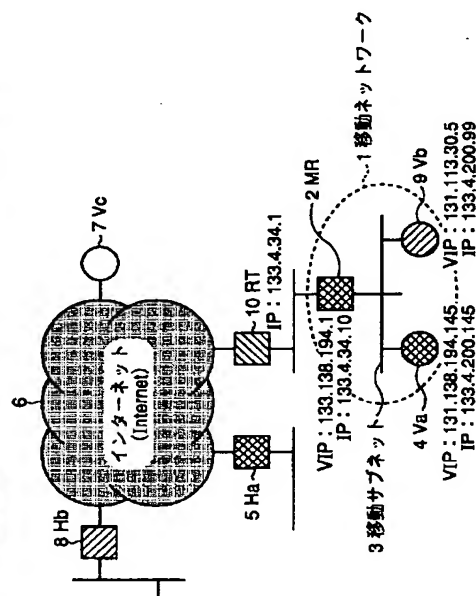 6
7 Vc
8 Hb
インターネット
(Internet)
5 Ha
10 RT
IP：133.4.34.1
1 移動ネットワーク
2 MR
VIP：133.138.194.1
IP：133.4.34.10
3 移動サブネット
4 Va
VIP：131.138.194.145
IP：133.4.200.145
9 Vb
VIP：131.113.30.5
IP：133.4.200.99